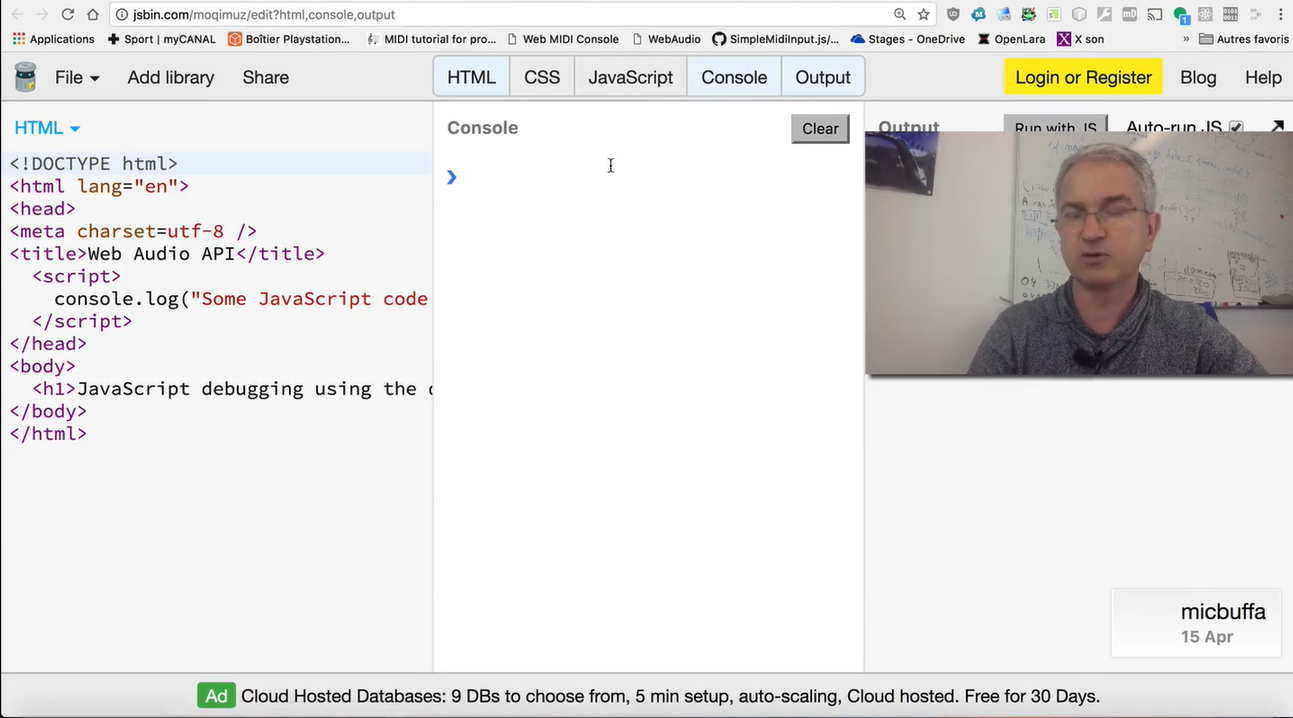 jsbin.com/moqimuz/edit?html,console,output
Applications
Sport | myCANAL
Boîtier Playstation...
MIDI tutorial for pro...
Web MIDI Console
WebAudio
SimpleMidiInput.js/...
Stages - OneDrive
OpenLara
X son
»
Autres favoris
File
Add library
Share
HTML
CSS
JavaScript
Console
Output
Login or Register
Blog
Help
HTML
<!DOCTYPE html>
<html lang="en">
<head>
<meta charset=utf-8 />
<title>Web Audio API</title>
<script>
console.log("Some JavaScript code
</script>
</head>
<body>
<h1>JavaScript debugging using the
</body>
</html>
Console
Clear
Output
Run with JS
Auto-run JS
micbuffa
15 Apr
Ad
Cloud Hosted Databases: 9 DBs to choose from, 5 min setup, auto-scaling, Cloud hosted. Free for 30 Days.